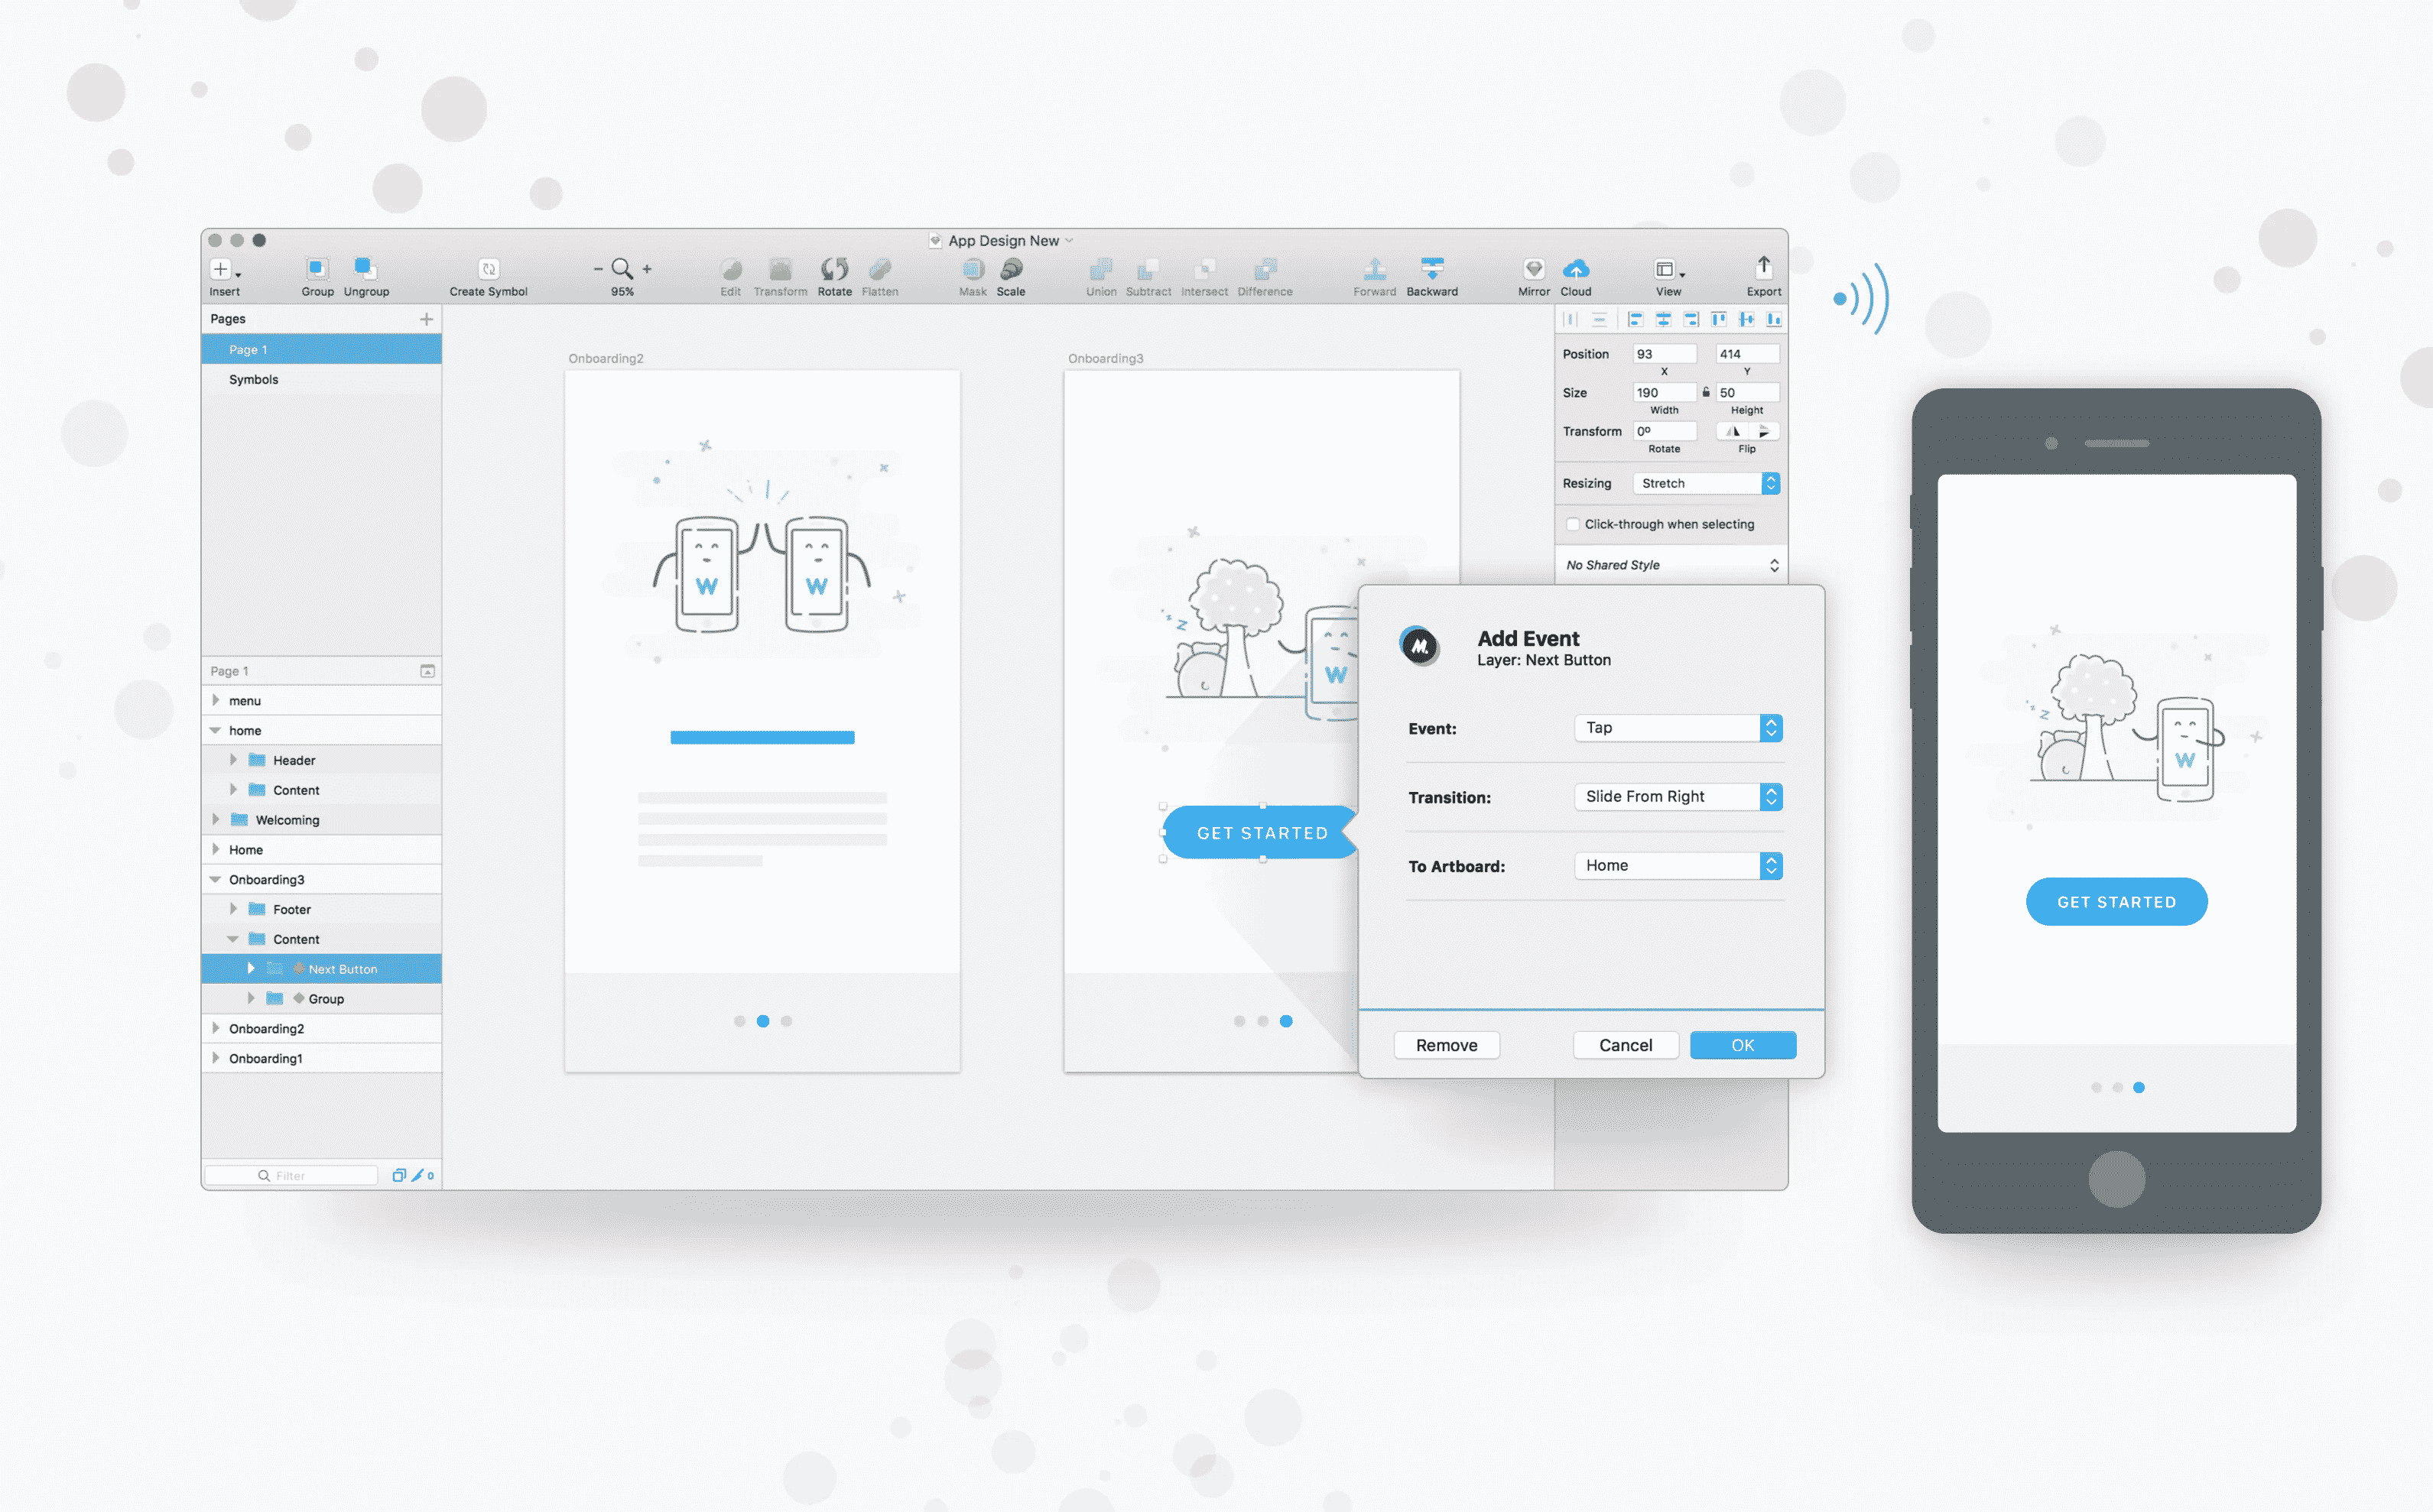 App Design New
Insert
Group
Ungroup
Create Symbol
95%
Edit
Transform
Rotate
Flatten
Mask
Scale
Union
Subtract
Intersect
Difference
Forward
Backward
Mirror
Cloud
View
Export
Pages
Page 1
Symbols
Page 1
menu
home
Header
Content
Welcoming
Home
Onboarding3
Footer
Content
Next Button
Group
Onboarding2
Onboarding1
Filter
0
Onboarding2
W W
Onboarding3
z z Z
W
GET STARTED
Position 93 414
X Y
Size 190 50
Width Height
Transform 0º
Rotate Flip
Resizing Stretch
Click-through when selecting
No Shared Style
M.
Add Event
Layer: Next Button
Event: Tap
Transition: Slide From Right
To Artboard: Home
Remove Cancel OK
z z Z
W
GET STARTED